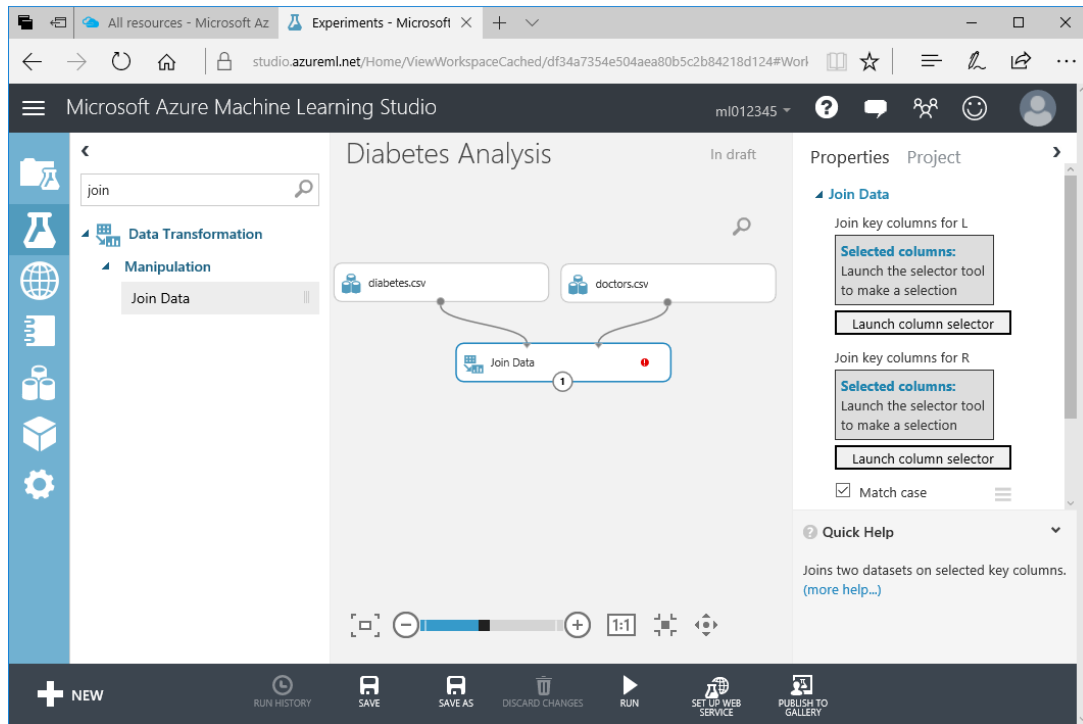 All resources - Microsoft Az
Experiments - Microsoft
studio.azureml.net/Home/ViewWorkspaceCached/df34a7354e504aea80b5c2b84218d124#Work
Microsoft Azure Machine Learning Studio
ml012345
join
Data Transformation
Manipulation
Join Data
Diabetes Analysis
In draft
diabetes.csv
doctors.csv
Join Data
1
1:1
Properties Project
Join Data
Join key columns for L
Selected columns:
Launch the selector tool
to make a selection
Launch column selector
Join key columns for R
Selected columns:
Launch the selector tool
to make a selection
Launch column selector
Match case
Quick Help
Joins two datasets on selected key columns.
(more help...)
NEW
RUN HISTORY
SAVE
SAVE AS
DISCARD CHANGES
RUN
SET UP WEB
SERVICE
PUBLISH TO
GALLERY